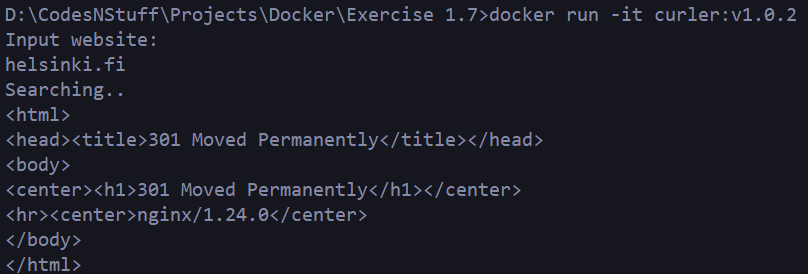 D:\CodesNStuff\Projects\Docker\Exercise 1.7>docker run -it curler:v1.0.2
Input website:
helsinki.fi
Searching..
<html>
<head><title>301 Moved Permanently</title></head>
<body>
<center><h1>301 Moved Permanently</h1></center>
<hr><center>nginx/1.24.0</center>
</body>
</html>